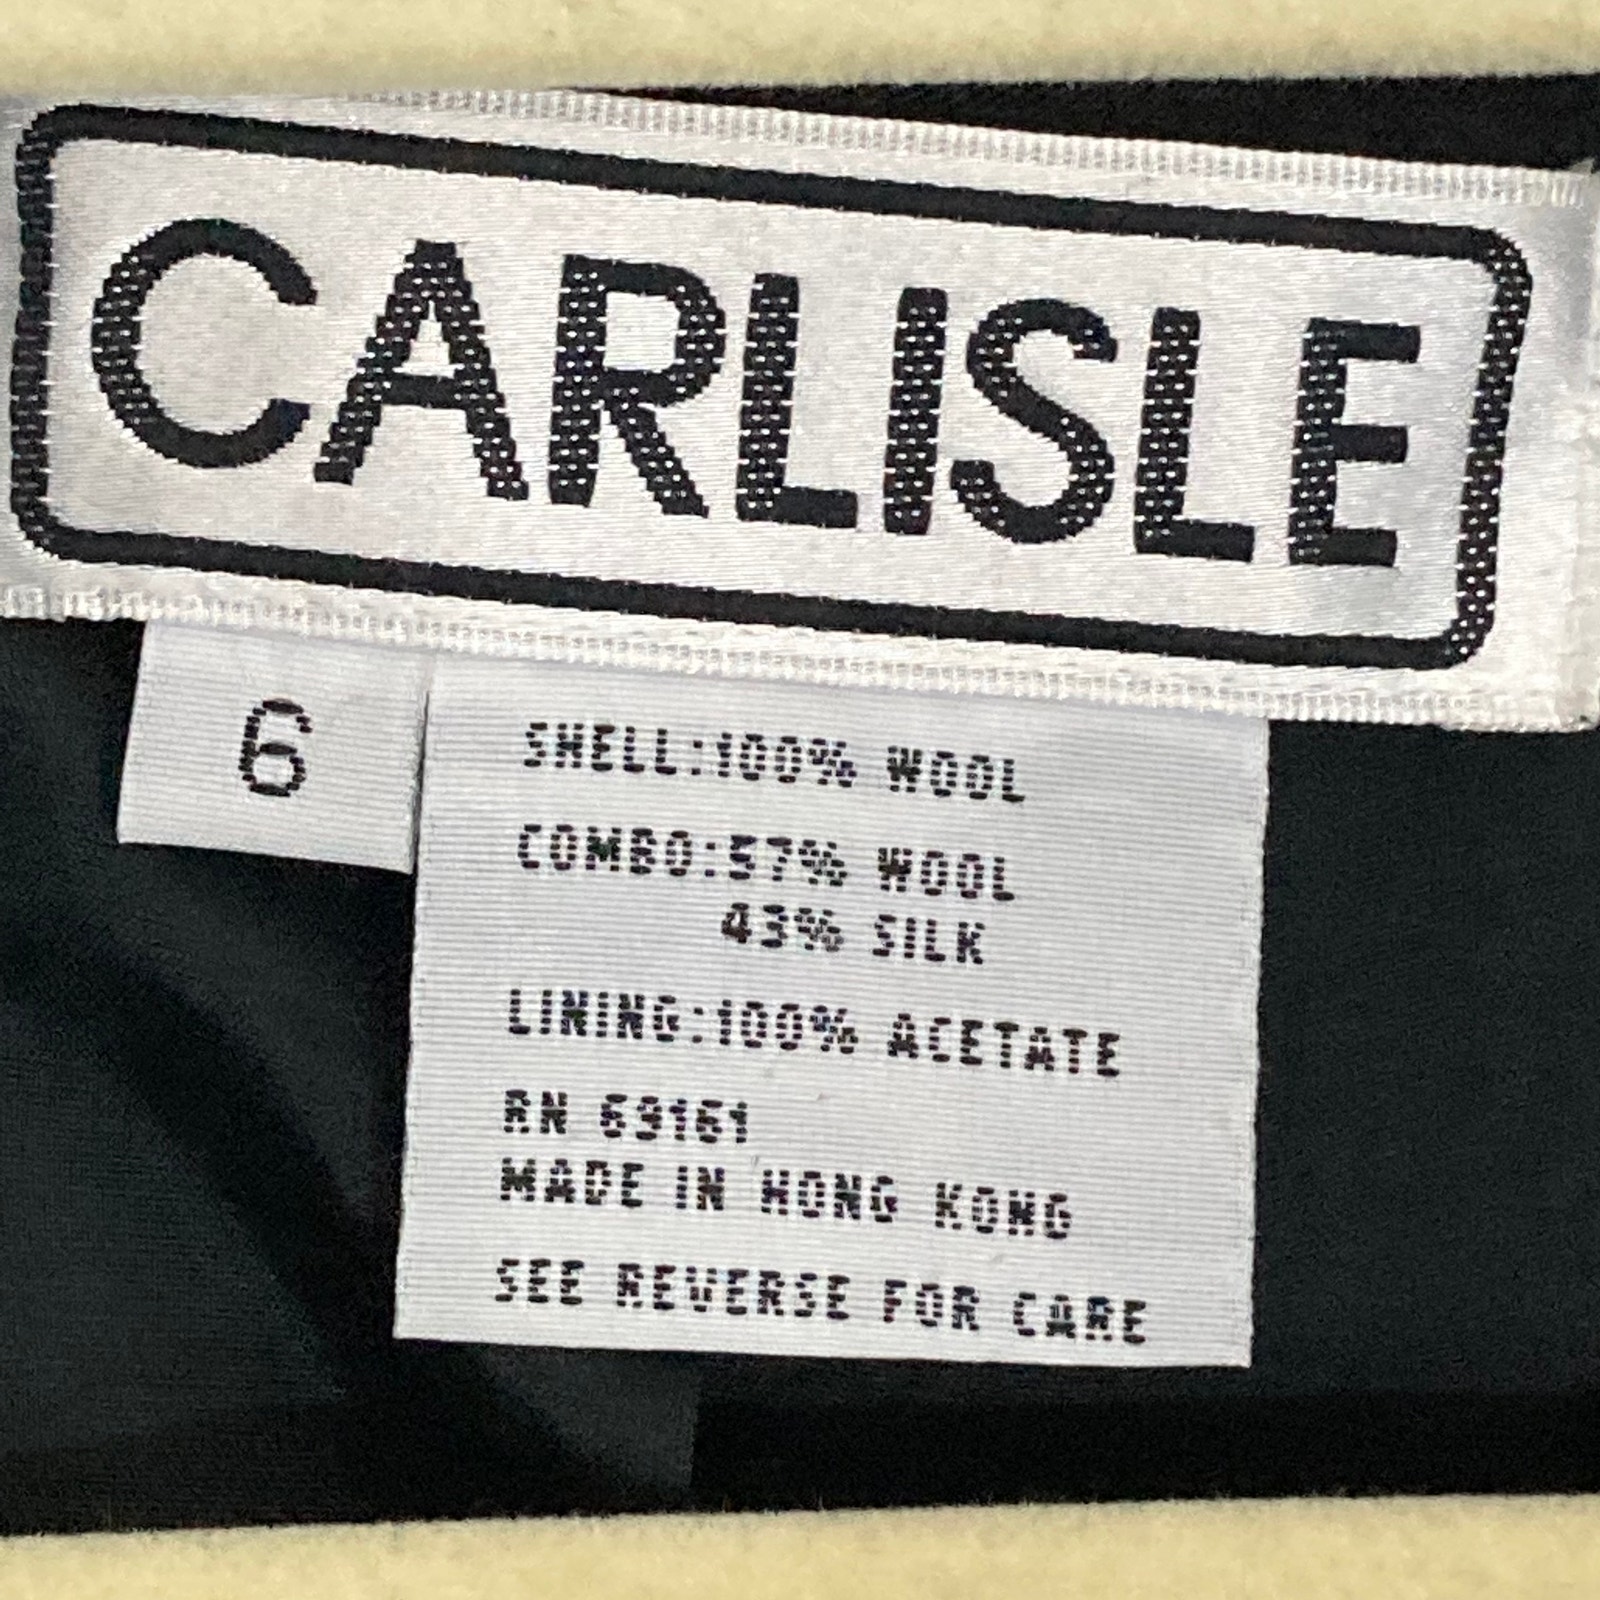 CARLISLE
6
SHELL:100% WOOL
COMBO:57% WOOL
43% SILK
LINING:100% ACETATE
RN 69161
MADE IN HONG KONG
SEE REVERSE FOR CARE